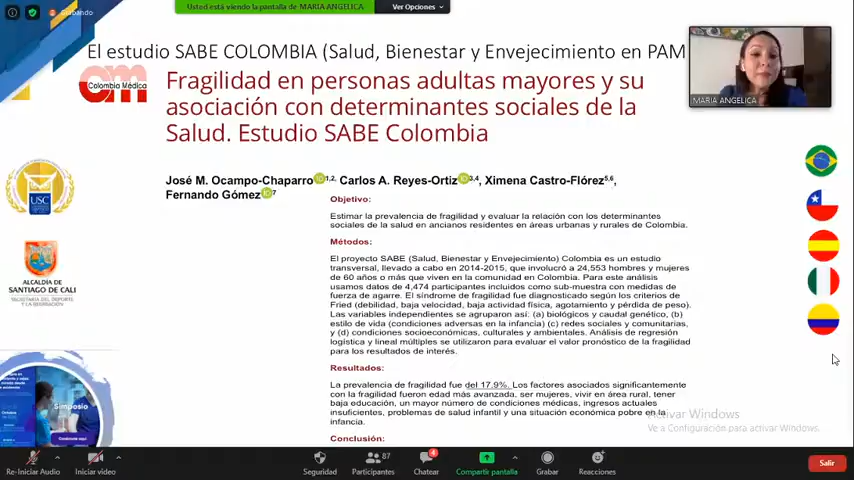 Grabando
Usted está viendo la pantalla de MARIA ANGELICA
Ver Opciones
El estudio SABE COLOMBIA (Salud, Bienestar y Envejecimiento en PAM
Colombia Médica
Fragilidad en personas adultas mayores y su
asociación con determinantes sociales de la
Salud. Estudio SABE Colombia
MARIA ANGELICA
José M. Ocampo-Chaparro 1,2, Carlos A. Reyes-Ortiz 3,4, Ximena Castro-Flórez5,6,
Fernando Gómez 7
Objetivo:
Estimar la prevalencia de fragilidad y evaluar la relación con los determinantes
sociales de la salud en ancianos residentes en áreas urbanas y rurales de Colombia.
Métodos:
El proyecto SABE (Salud, Bienestar y Envejecimiento) Colombia es un estudio
transversal, llevado a cabo en 2014-2015, que involucró a 24,553 hombres y mujeres
de 60 años o más que viven en la comunidad en Colombia. Para este análisis
usamos datos de 4,474 participantes incluidos como sub-muestra con medidas de
fuerza de agarre. El síndrome de fragilidad fue diagnosticado según los criterios de
Fried (debilidad, baja velocidad, baja actividad física, agotamiento y pérdida de peso).
Las variables independientes se agruparon así: (a) biológicos y caudal genético, (b)
estilo de vida (condiciones adversas en la infancia) (c) redes sociales y comunitarias,
y (d) condiciones socioeconómicas, culturales y ambientales. Análisis de regresión
logística y lineal múltiples se utilizaron para evaluar el valor pronóstico de la fragilidad
para los resultados de interés.
Resultados:
La prevalencia de fragilidad fue del 17.9%. Los factores asociados significantemente
con la fragilidad fueron edad más avanzada, ser mujeres, vivir en área rural, tener
baja educación, un mayor número de condiciones médicas, ingresos actuales
insuficientes, problemas de salud infantil y una situación económica pobre en la
infancia.
Conclusión:
USC
ALCALDÍA DE
SANTIAGO DE CALI
SECRETARÍA DEL DEPORTE
Y LA RECREACIÓN
Simposio
Activar Windows
Ve a Configuración para activar Windows.
Re-Iniciar Audio
Iniciar video
Seguridad
87
Participantes
4
Chatear
Compartir pantalla
Grabar
Reacciones
Salir